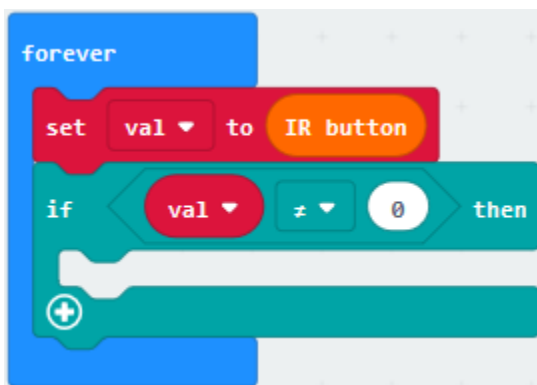 forever
set val to IR button
if val ≠ 0 then